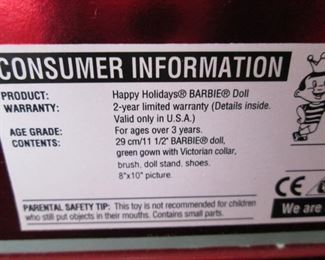 CONSUMER INFORMATION
PRODUCT: Happy Holidays® BARBIE® Doll
WARRANTY: 2-year limited warranty (Details inside.
Valid only in U.S.A.)
AGE GRADE: For ages over 3 years.
CONTENTS: 29 cm/11 1/2" BARBIE® doll,
green gown with Victorian collar,
brush, doll stand, shoes,
8"x10" picture.
PARENTAL SAFETY TIP: This toy is not recommended for children
who still put objects in their mouths. Contains small parts.
CE
We are